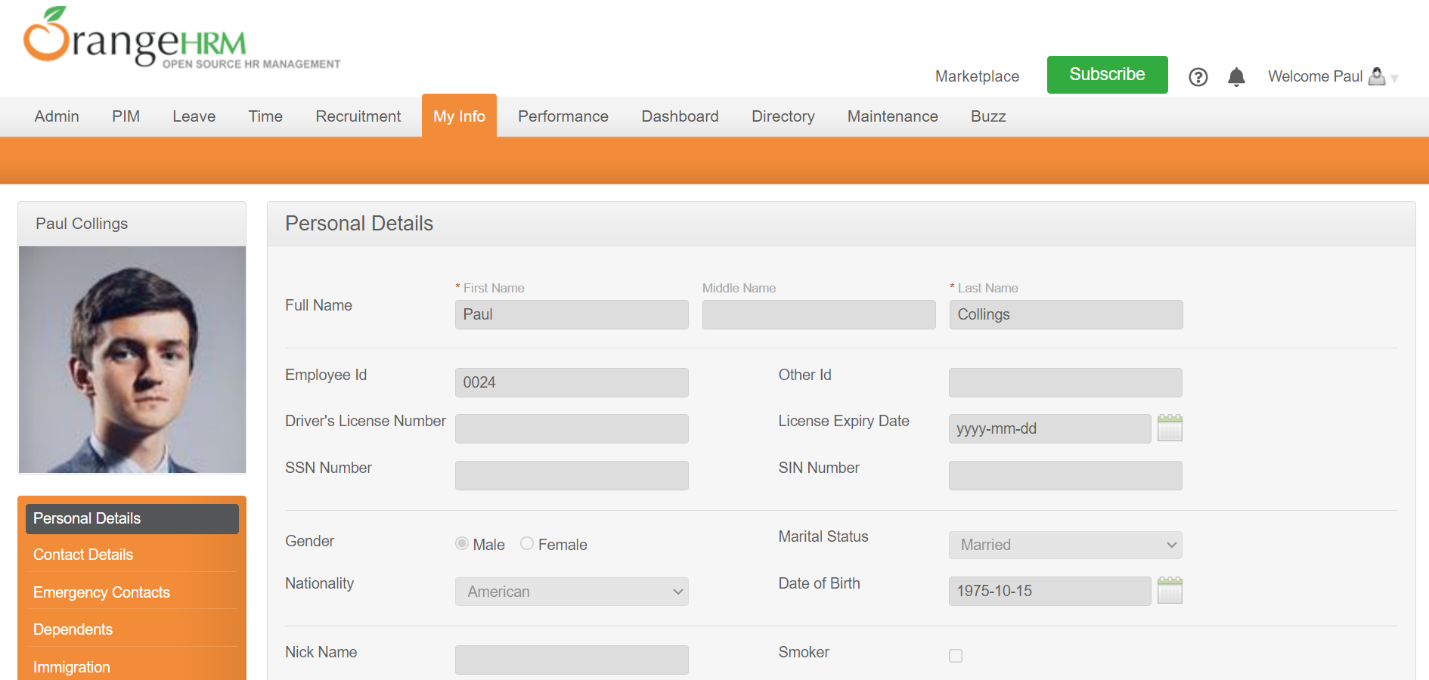 OrangeHRM
OPEN SOURCE HR MANAGEMENT
Marketplace Subscribe Welcome Paul
Admin PIM Leave Time Recruitment My Info Performance Dashboard Directory Maintenance Buzz
Paul Collings
Personal Details
* First Name Middle Name * Last Name
Full Name Paul Collings
Employee Id 0024 Other Id
Driver's License Number License Expiry Date yyyy-mm-dd
SSN Number SIN Number
Gender Male Female Marital Status Married
Nationality American Date of Birth 1975-10-15
Nick Name Smoker
Personal Details
Contact Details
Emergency Contacts
Dependents
Immigration